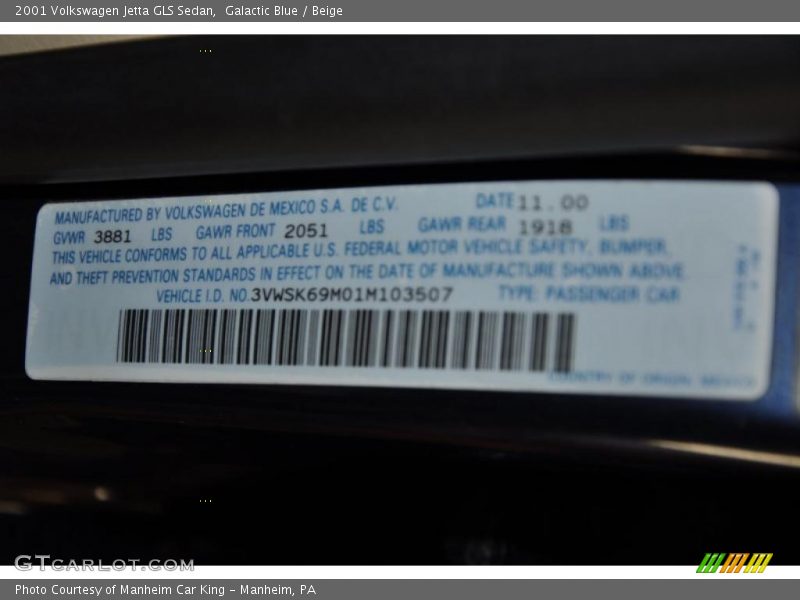 2001 Volkswagen Jetta GLS Sedan,  Galactic Blue / Beige
MANUFACTURED BY VOLKSWAGEN DE MEXICO S.A. DE C.V. DATE 11.00
GVWR 3881 LBS GAWR FRONT 2051 LBS GAWR REAR 1918 LBS
THIS VEHICLE CONFORMS TO ALL APPLICABLE U.S. FEDERAL MOTOR VEHICLE SAFETY, BUMPER,
AND THEFT PREVENTION STANDARDS IN EFFECT ON THE DATE OF MANUFACTURE SHOWN ABOVE
VEHICLE I.D. NO. 3VWSK69M01M103507 TYPE: PASSENGER CAR
COUNTRY OF ORIGIN: MEXICO
GTcarlot.com
Photo Courtesy of Manheim Car King - Manheim, PA